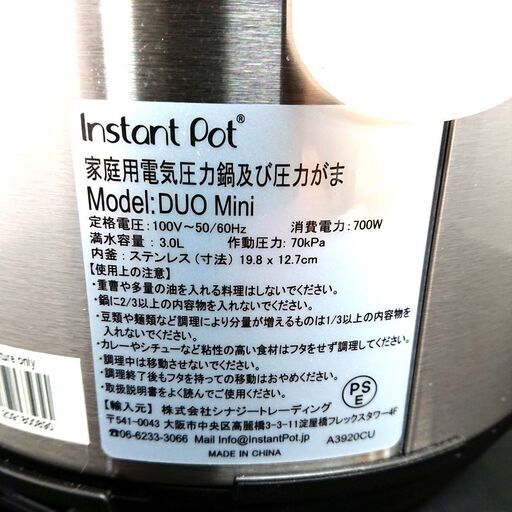 Instant Pot®
家庭用電気圧力鍋及び圧力がま
Model:DUO Mini
定格電圧:100V～50/60Hz 消費電力:700W
満水容量:3.0L 作動圧力:70kPa
内釜:ステンレス(寸法)19.8 x 12.7cm
【使用上の注意】
・重曹や多量の油を入れる料理はしないでください。
・鍋に2/3以上の内容物を入れないでください。
・豆類や麺類など調理により分量が増えるものは1/3以上の内容物を
入れないでください。
・カレーやシチューなど粘性の高い食材はフタをせず調理してください。
・調理中は移動させないでください。
・調理終了後もフタを持っての移動はおやめください。
・取扱説明書をよく読んでご使用ください。
PS
E
【輸入元】株式会社シナジートレーディング
〒541-0043 大阪市中央区高麗橋3-3-11淀屋橋フレックスタワー4F
☎06-6233-3066 Mail Info@InstantPot.jp A3920CU
MADE IN CHINA
ture only